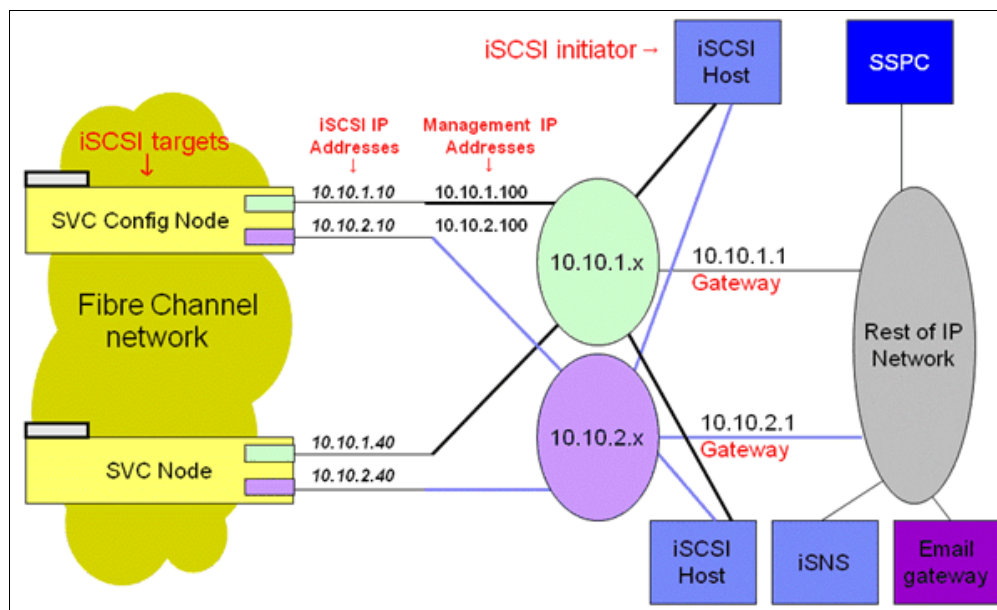 iSCSI initiator →
iSCSI
Host
SSPC
iSCSI targets
↓
iSCSI IP
Addresses
↓
Management IP
Addresses
↓
SVC Config Node
10.10.1.10
10.10.1.100
10.10.2.10
10.10.2.100
10.10.1.x
10.10.1.1
Gateway
Fibre Channel
network
Rest of IP
Network
10.10.2.x
10.10.2.1
Gateway
SVC Node
10.10.1.40
10.10.2.40
iSCSI
Host
iSNS
Email
gateway